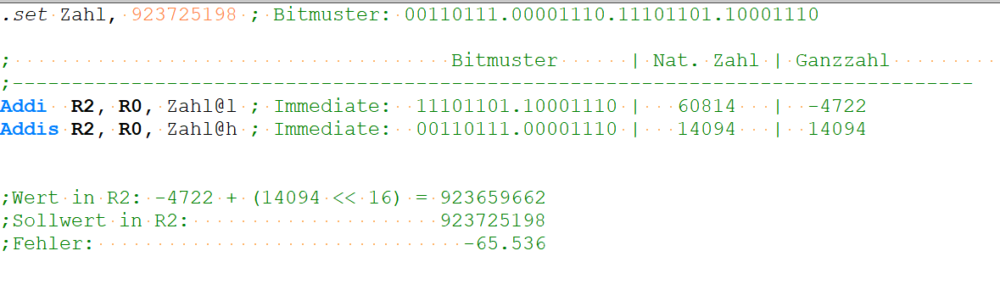 .set Zahl, 923725198 ; Bitmuster: 00110111.00001110.11101101.10001110
; Bitmuster | Nat. Zahl | Ganzzahl
;---------------------------------------------------------------------------------
Addi R2, R0, Zahl@l ; Immediate: 11101101.10001110 | 60814 | -4722
Addis R2, R0, Zahl@h ; Immediate: 00110111.00001110 | 14094 | 14094
;Wert in R2: -4722 + (14094 << 16) = 923659662
;Sollwert in R2: 923725198
;Fehler: -65.536